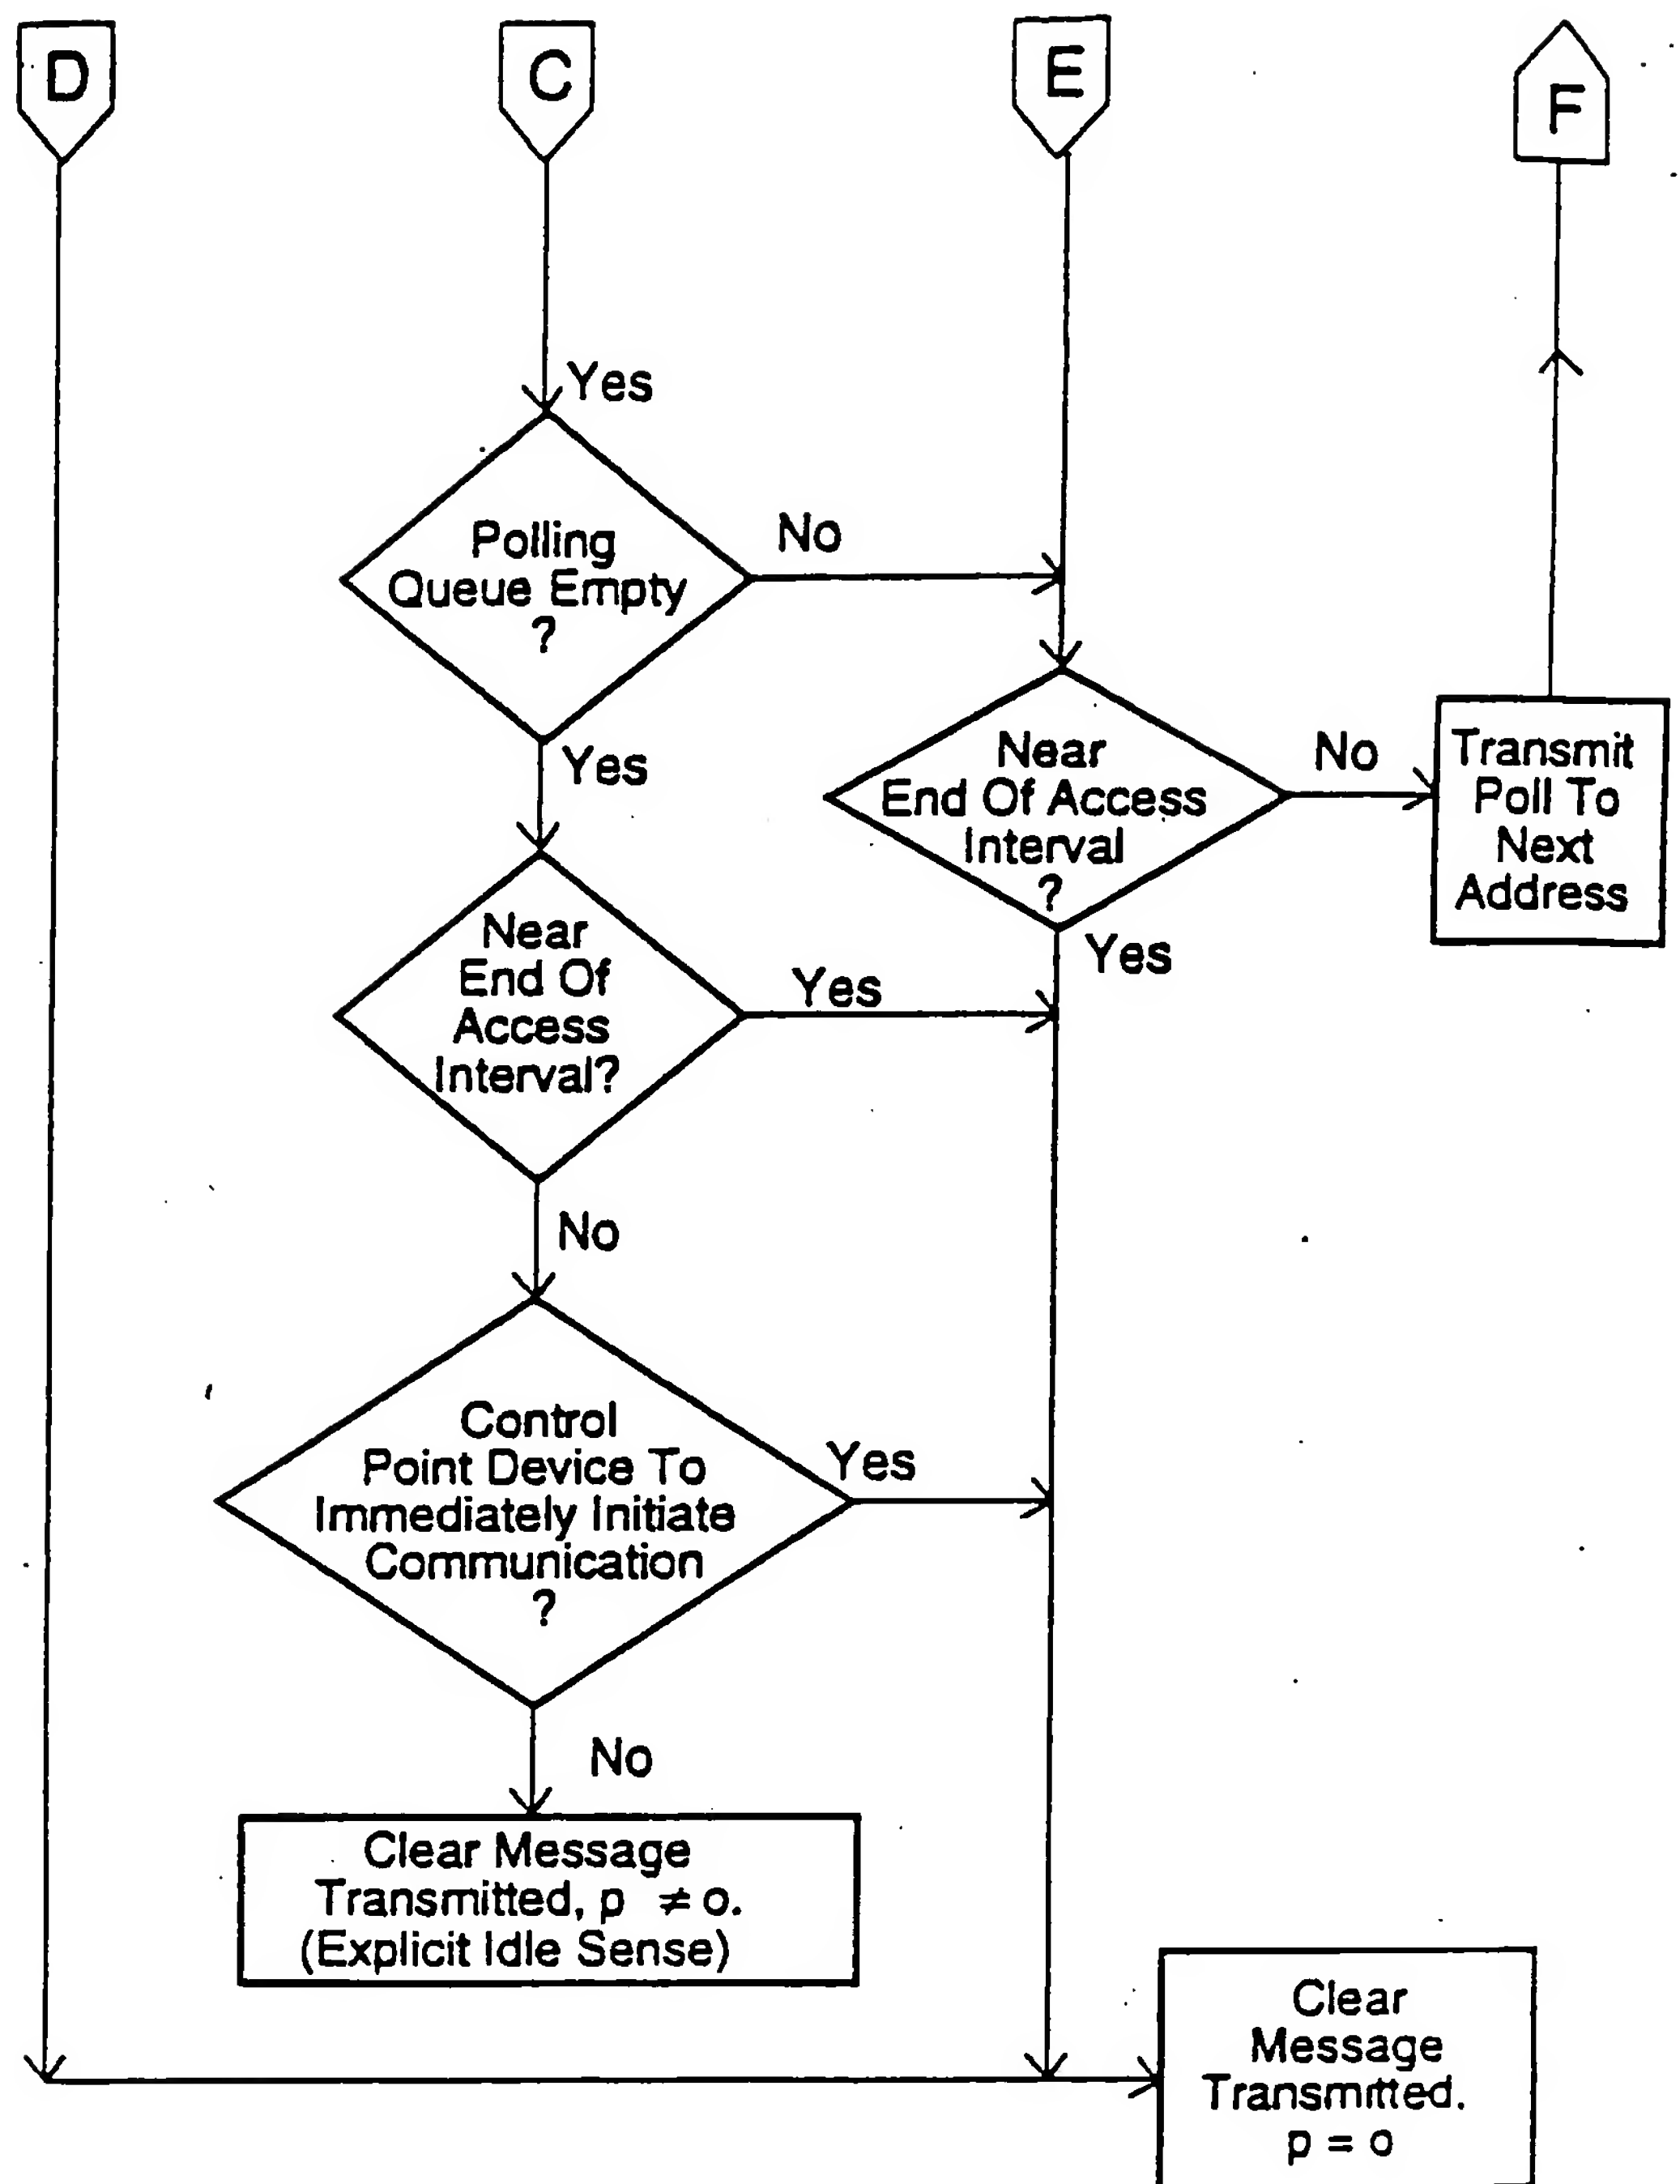 D
C
E
F
Yes
Polling
Queue Empty
?
No
Yes
Near
End Of Access
Interval
?
No
Transmit
Poll To
Next
Address
Yes
Near
End Of
Access
Interval?
Yes
No
Control
Point Device To
Immediately Initiate
Communication
?
Yes
No
Clear Message
Transmitted, p ≠ o.
(Explicit Idle Sense)
Clear
Message
Transmitted.
p = o